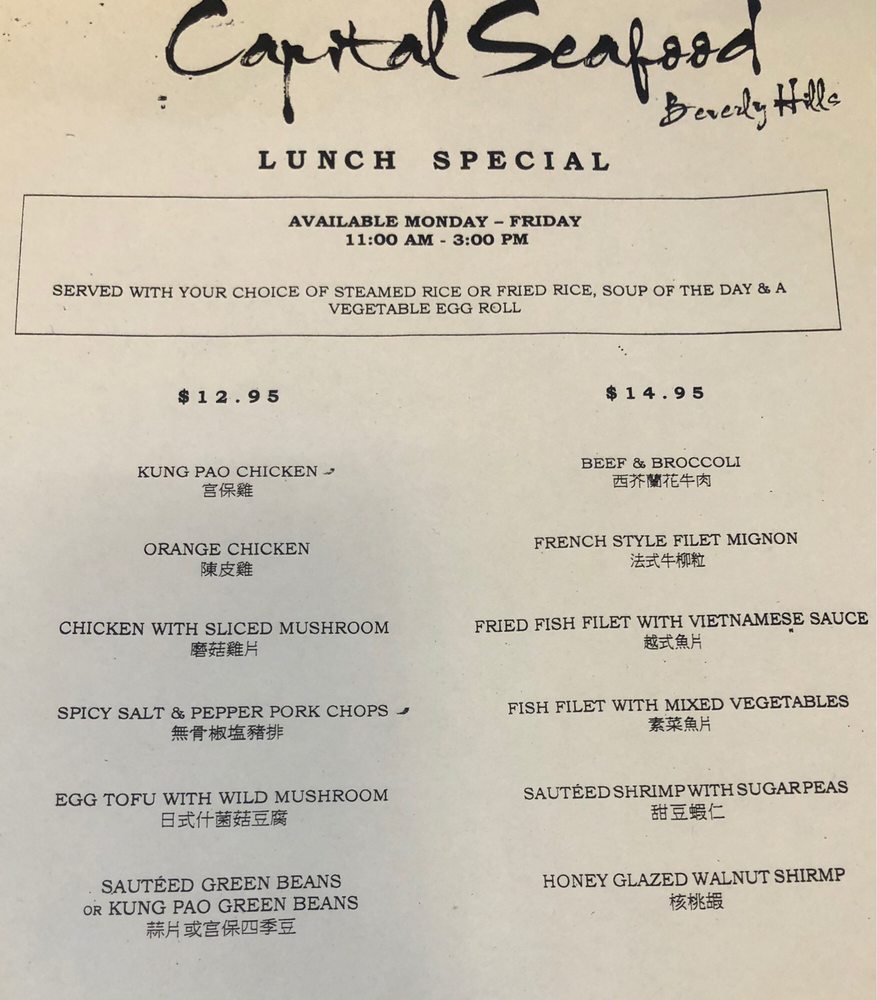 Capital Seafood
Beverly Hills
LUNCH SPECIAL
AVAILABLE MONDAY – FRIDAY
11:00 AM - 3:00 PM
SERVED WITH YOUR CHOICE OF STEAMED RICE OR FRIED RICE, SOUP OF THE DAY & A
VEGETABLE EGG ROLL
$12.95
KUNG PAO CHICKEN
宮保雞
ORANGE CHICKEN
陳皮雞
CHICKEN WITH SLICED MUSHROOM
磨菇雞片
SPICY SALT & PEPPER PORK CHOPS
無骨椒塩豬排
EGG TOFU WITH WILD MUSHROOM
日式什菌菇豆腐
SAUTÉED GREEN BEANS
OR KUNG PAO GREEN BEANS
蒜片或宮保四季豆
$14.95
BEEF & BROCCOLI
西芥蘭花牛肉
FRENCH STYLE FILET MIGNON
法式牛柳粒
FRIED FISH FILET WITH VIETNAMESE SAUCE
越式魚片
FISH FILET WITH MIXED VEGETABLES
素菜魚片
SAUTÉED SHRIMP WITH SUGAR PEAS
甜豆蝦仁
HONEY GLAZED WALNUT SHIRMP
核桃蝦